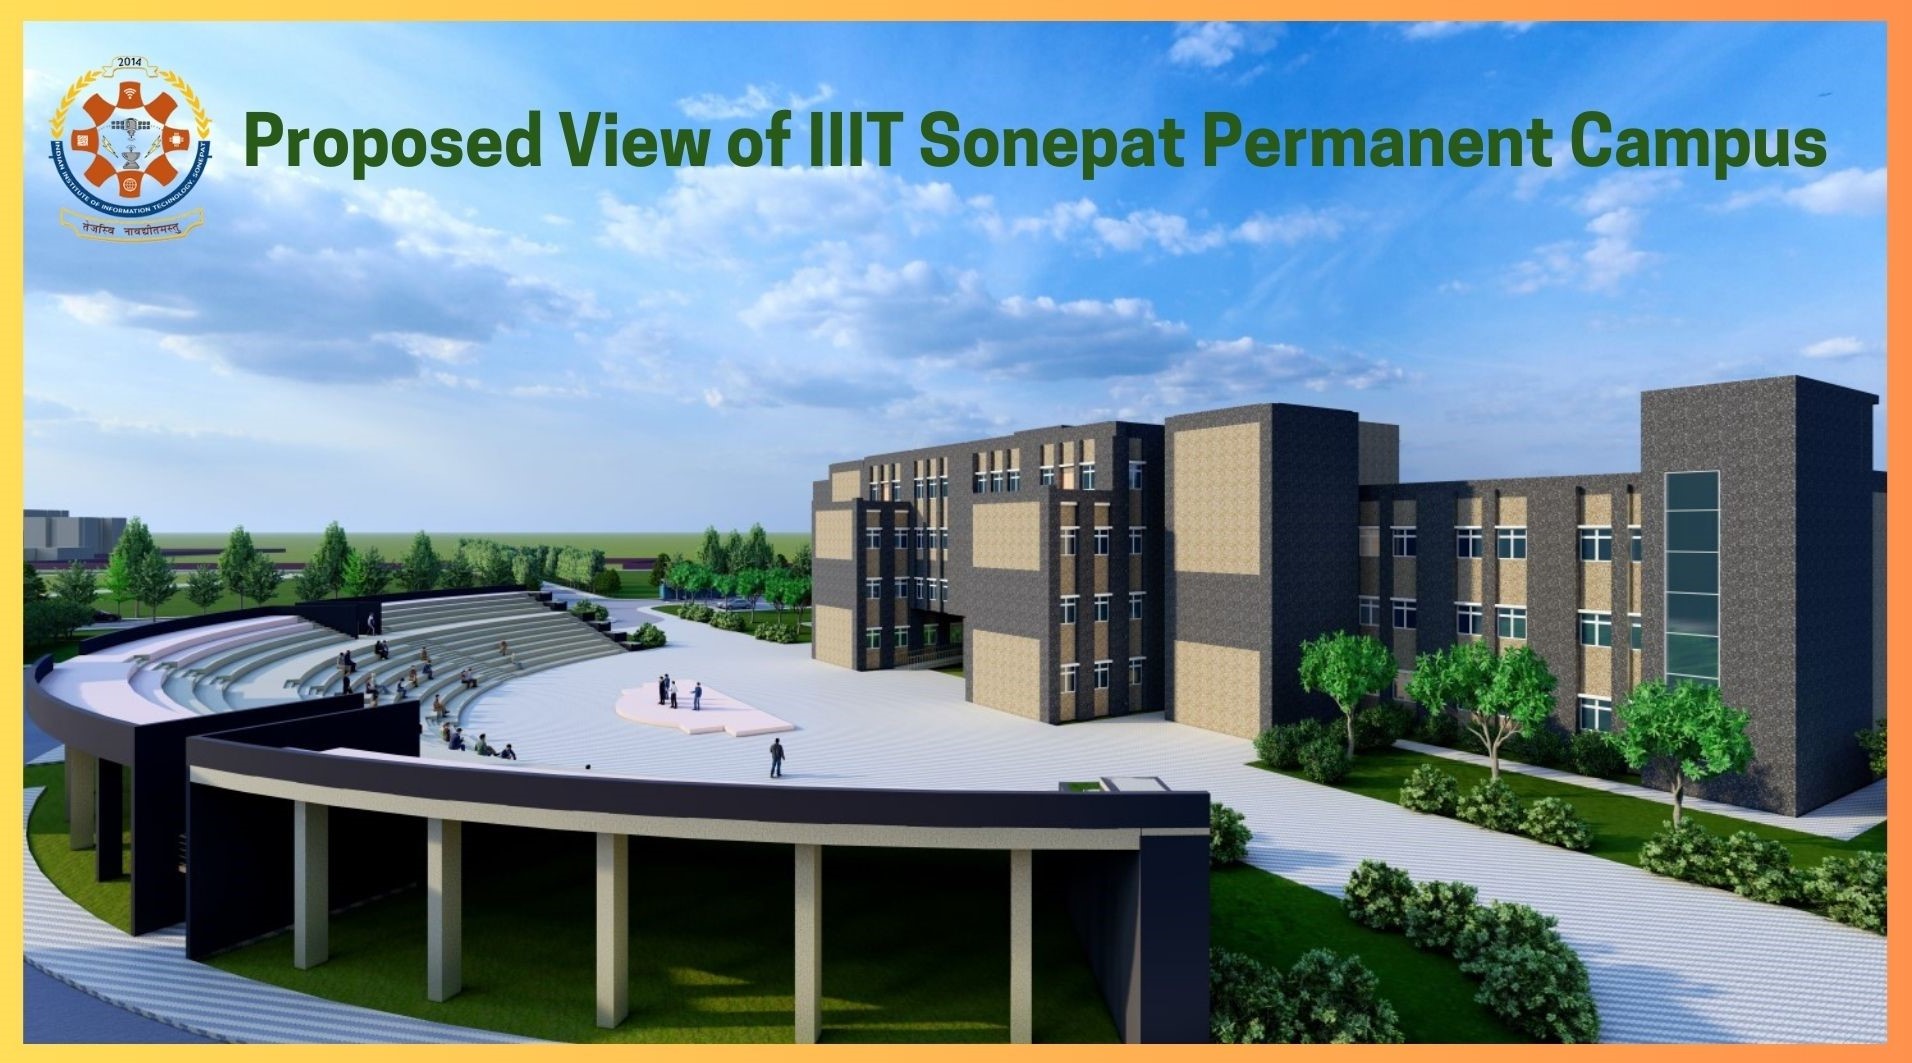 2014
Proposed View of IIIT Sonepat Permanent Campus
INDIAN INSTITUTE OF INFORMATION TECHNOLOGY, SONEPAT
तेजस्वि नावधीतमस्तु